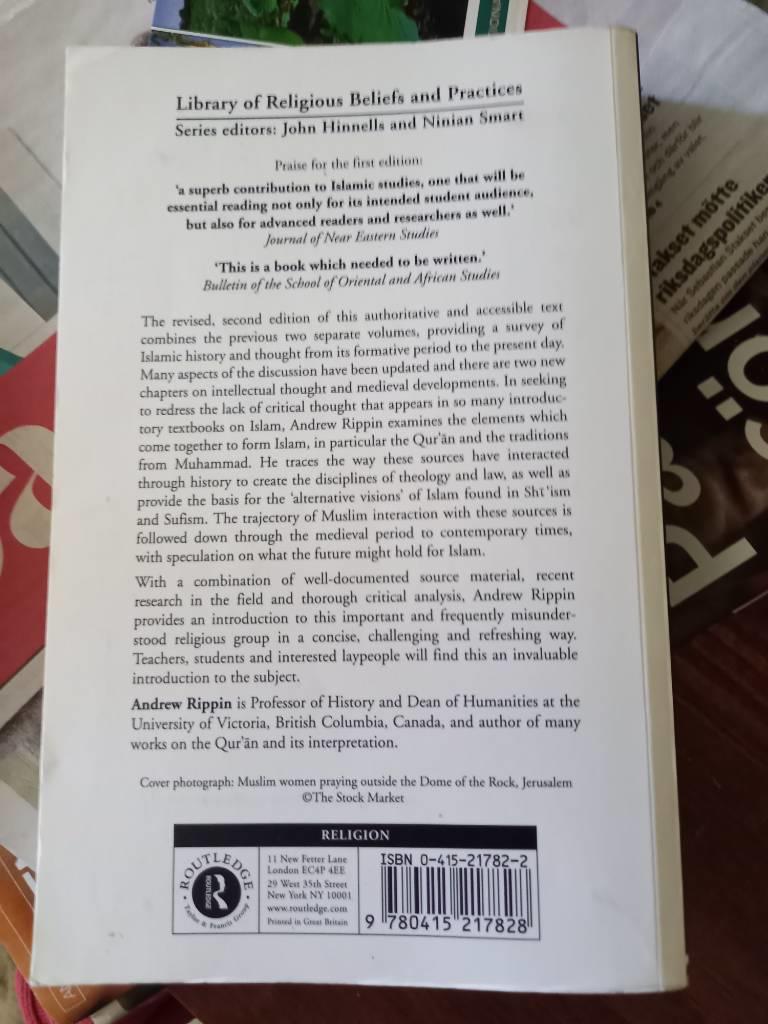 Library of Religious Beliefs and Practices
Series editors: John Hinnells and Ninian Smart
Praise for the first edition:
'a superb contribution to Islamic studies, one that will be
essential reading not only for its intended student audience,
but also for advanced readers and researchers as well.'
Journal of Near Eastern Studies
'This is a book which needed to be written.'
Bulletin of the School of Oriental and African Studies
The revised, second edition of this authoritative and accessible text
combines the previous two separate volumes, providing a survey of
Islamic history and thought from its formative period to the present day.
Many aspects of the discussion have been updated and there are two new
chapters on intellectual thought and medieval developments. In seeking
to redress the lack of critical thought that appears in so many introduc-
tory textbooks on Islam, Andrew Rippin examines the elements which
come together to form Islam, in particular the Qur'ān and the traditions
from Muhammad. He traces the way these sources have interacted
through history to create the disciplines of theology and law, as well as
provide the basis for the 'alternative visions' of Islam found in Shī'ism
and Sufism. The trajectory of Muslim interaction with these sources is
followed down through the medieval period to contemporary times,
with speculation on what the future might hold for Islam.
With a combination of well-documented source material, recent
research in the field and thorough critical analysis, Andrew Rippin
provides an introduction to this important and frequently misunder-
stood religious group in a concise, challenging and refreshing way.
Teachers, students and interested laypeople will find this an invaluable
introduction to the subject.
Andrew Rippin is Professor of History and Dean of Humanities at the
University of Victoria, British Columbia, Canada, and author of many
works on the Qur'ān and its interpretation.
Cover photograph: Muslim women praying outside the Dome of the Rock, Jerusalem
©The Stock Market
RELIGION
ROUTLEDGE
R
ROUTLEDGE
Taylor & Francis Group
11 New Fetter Lane
London EC4P 4EE
29 West 35th Street
New York NY 10001
www.routledge.com
Printed in Great Britain
ISBN 0-415-21782-2
9 780415 217828
mötte
riksdagspolitiker